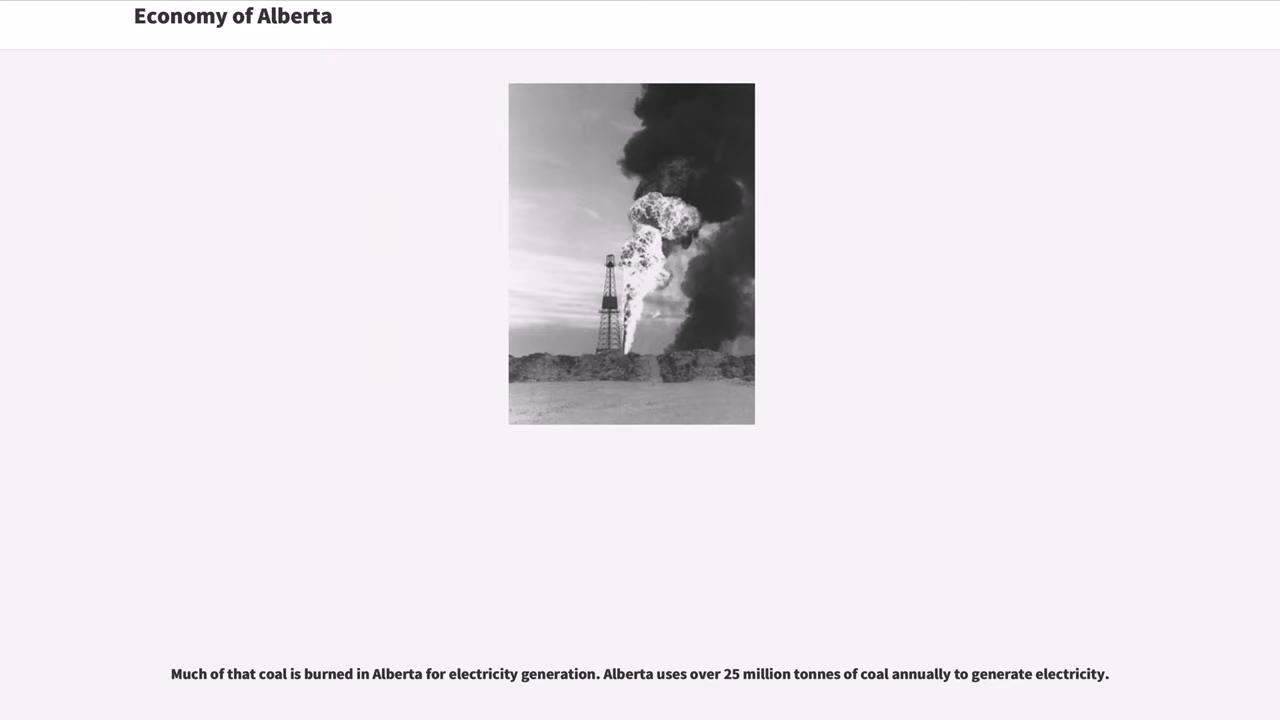 Economy of Alberta
Much of that coal is burned in Alberta for electricity generation. Alberta uses over 25 million tonnes of coal annually to generate electricity.